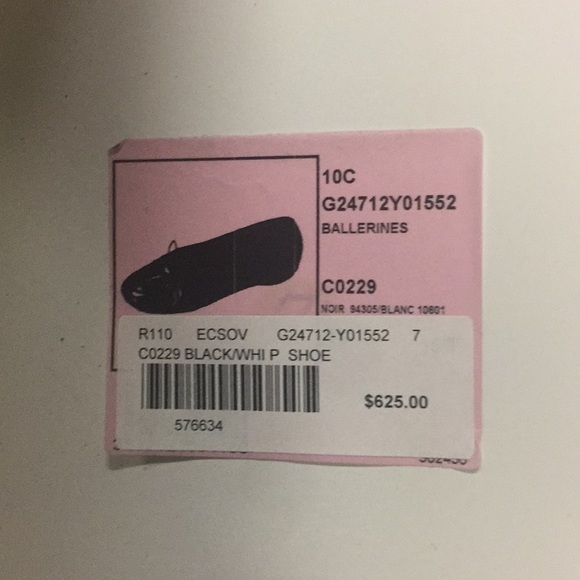 10C
G24712Y01552
BALLERINES
C0229
NOIR 94305/BLANC 10601
R110 ECSOV G24712-Y01552 7
C0229 BLACK/WHI P SHOE
$625.00
576634